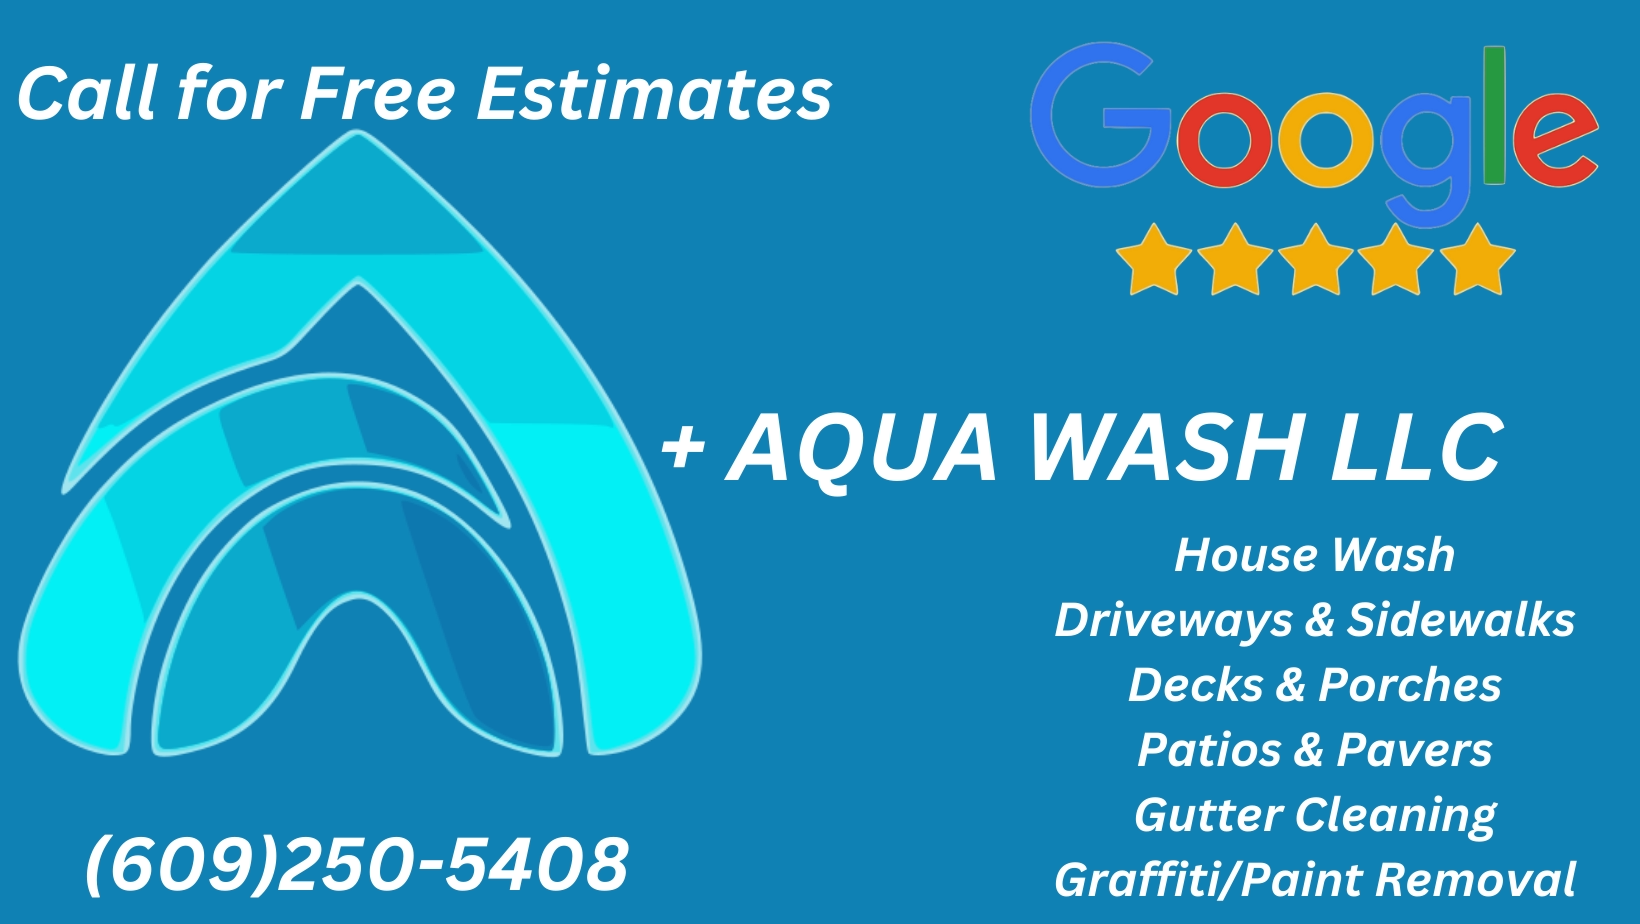 Call for Free Estimates
Google
+ AQUA WASH LLC
House Wash
Driveways & Sidewalks
Decks & Porches
Patios & Pavers
Gutter Cleaning
Graffiti/Paint Removal
(609)250-5408